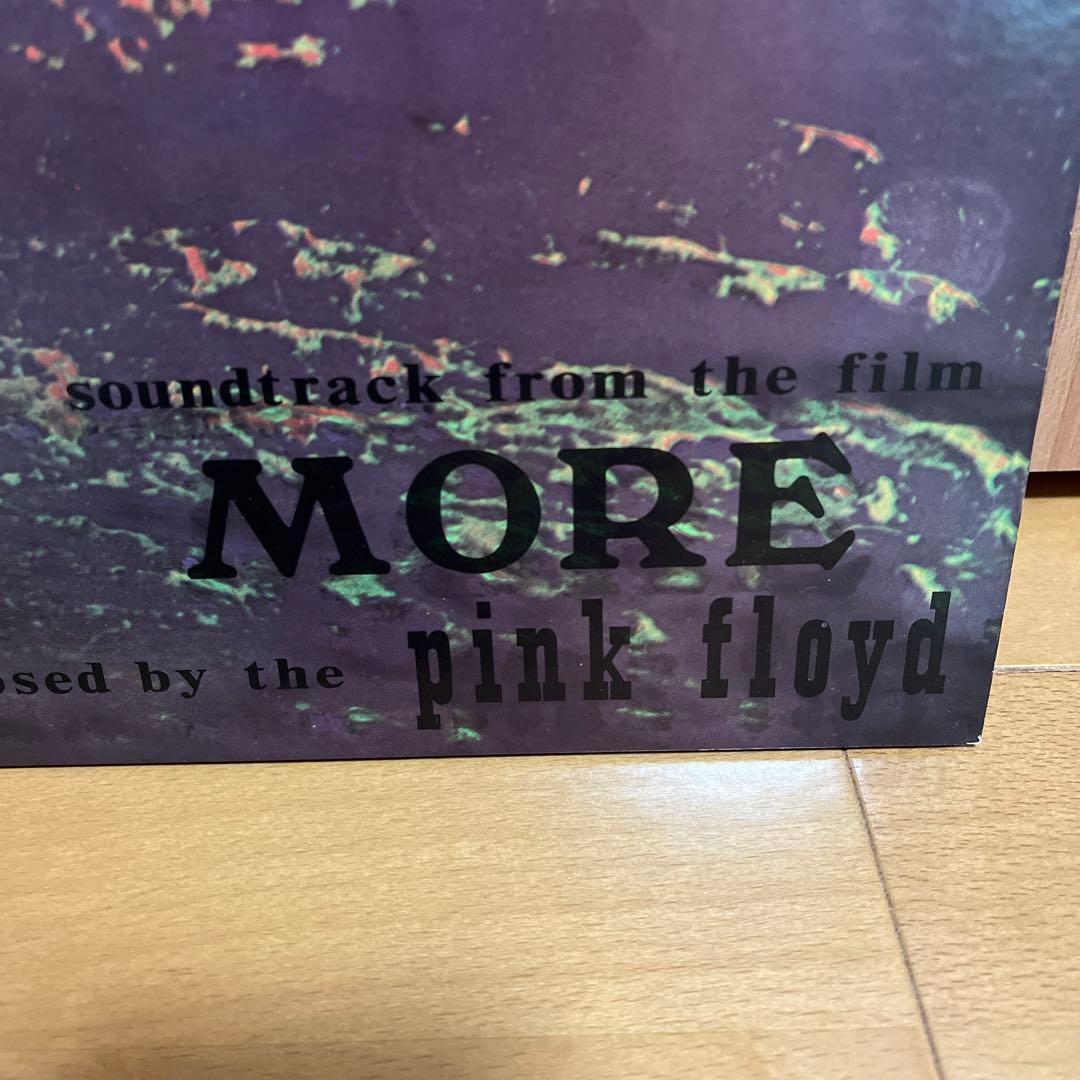 soundtrack from the film
MORE
osed by the pink floyd